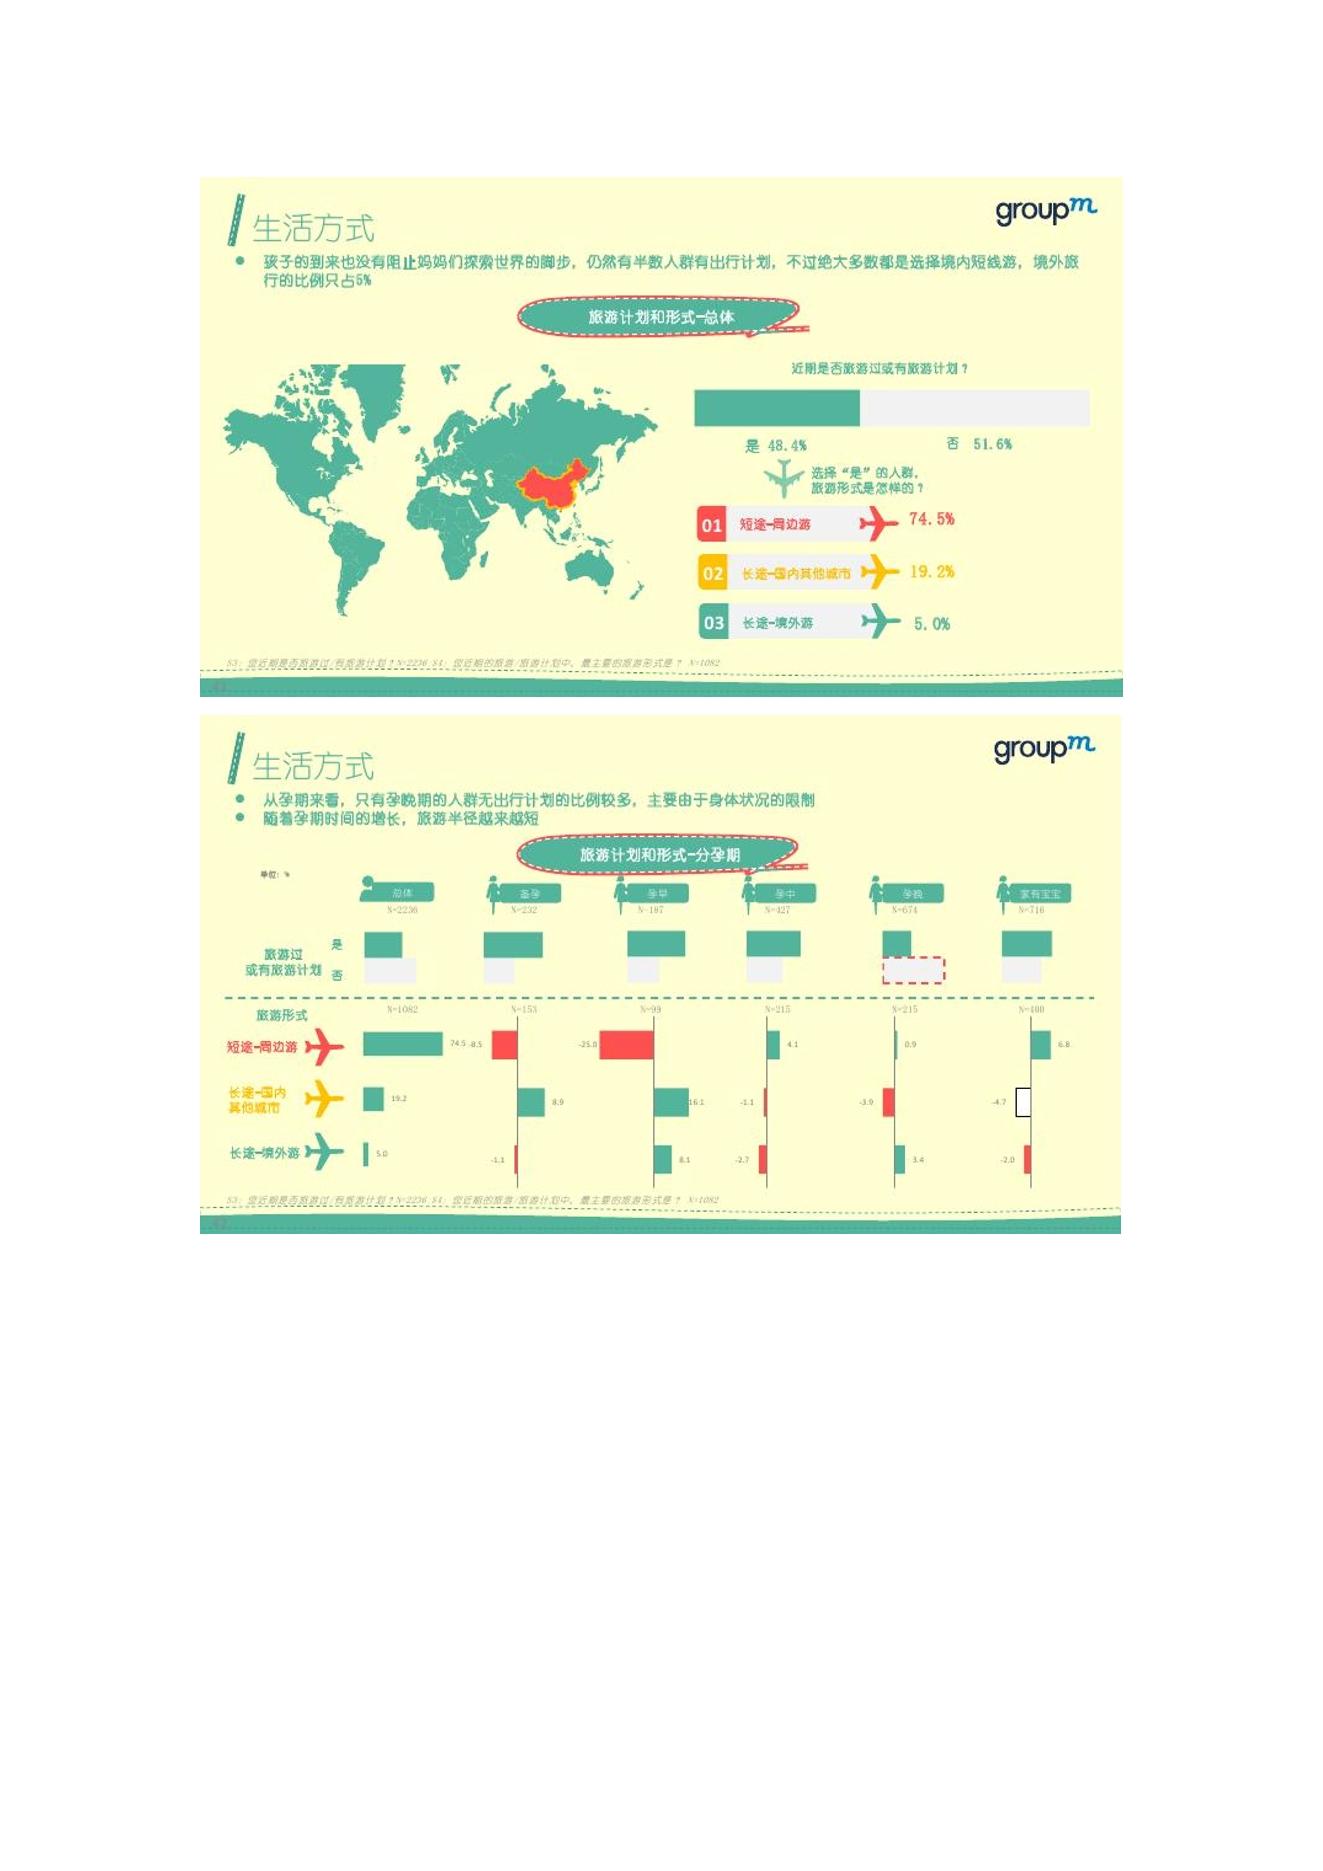 生活方式
groupm
孩子的到来也没有阻止妈妈们探索世界的脚步，仍然有半数人群有出行计划，不过绝大多数都是选择境内短线游，境外旅
行的比例只占5%
旅游计划和形式-总体
近期是否旅游过或有旅游计划？
是 48.4%
否 51.6%
选择“是”的人群，
旅游形式是怎样的？
01 短途-周边游 74.5%
02 长途-国内其他城市 19.2%
03 长途-境外游 5.0%
S3：您近期是否旅游过/有旅游计划？N=2236 S4：您近期的旅游/旅游计划中，最主要的旅游形式是？ N=1082
生活方式
groupm
从孕期来看，只有孕晚期的人群无出行计划的比例较多，主要由于身体状况的限制
随着孕期时间的增长，旅游半径越来越短
旅游计划和形式-分孕期
单位：%
总体 备孕 孕早 孕中 孕晚 家有宝宝
N=2236 N=232 N=187 N=427 N=674 N=716
旅游过
或有旅游计划
是
否
N=1082 N=153 N=99 N=215 N=215 N=400
旅游形式
短途-周边游 74.5 -8.5 -25.0 4.1 0.9 6.8
长途-国内
其他城市
19.2 8.9 16.1 -1.1 -3.9 -4.7
长途-境外游 5.0 -1.1 8.1 -2.7 3.4 -2.0
S3：您近期是否旅游过/有旅游计划？N=2236 S4：您近期的旅游/旅游计划中，最主要的旅游形式是？ N=1082